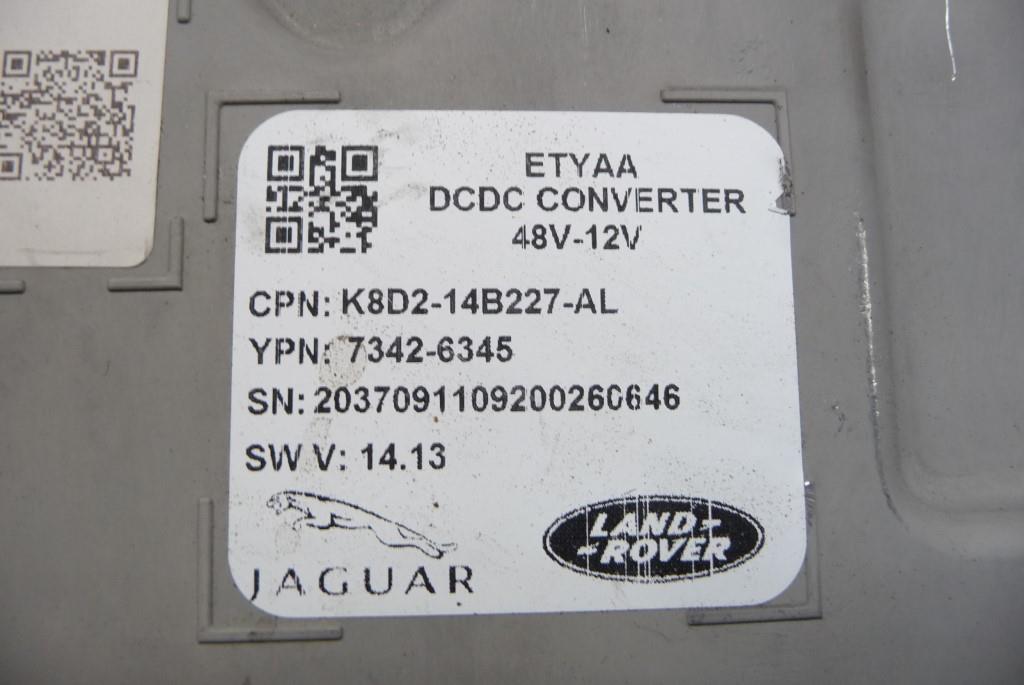 ETYAA
DCDC CONVERTER
48V-12V
CPN: K8D2-14B227-AL
YPN: 7342-6345
SN: 2037091109200260646
SW V: 14.13
JAGUAR
LAND-
-ROVER